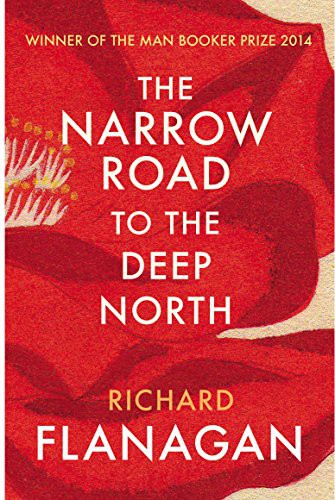 WINNER OF THE MAN BOOKER PRIZE 2014
THE
NARROW
ROAD
TO THE
DEEP
NORTH
RICHARD
FLANAGAN